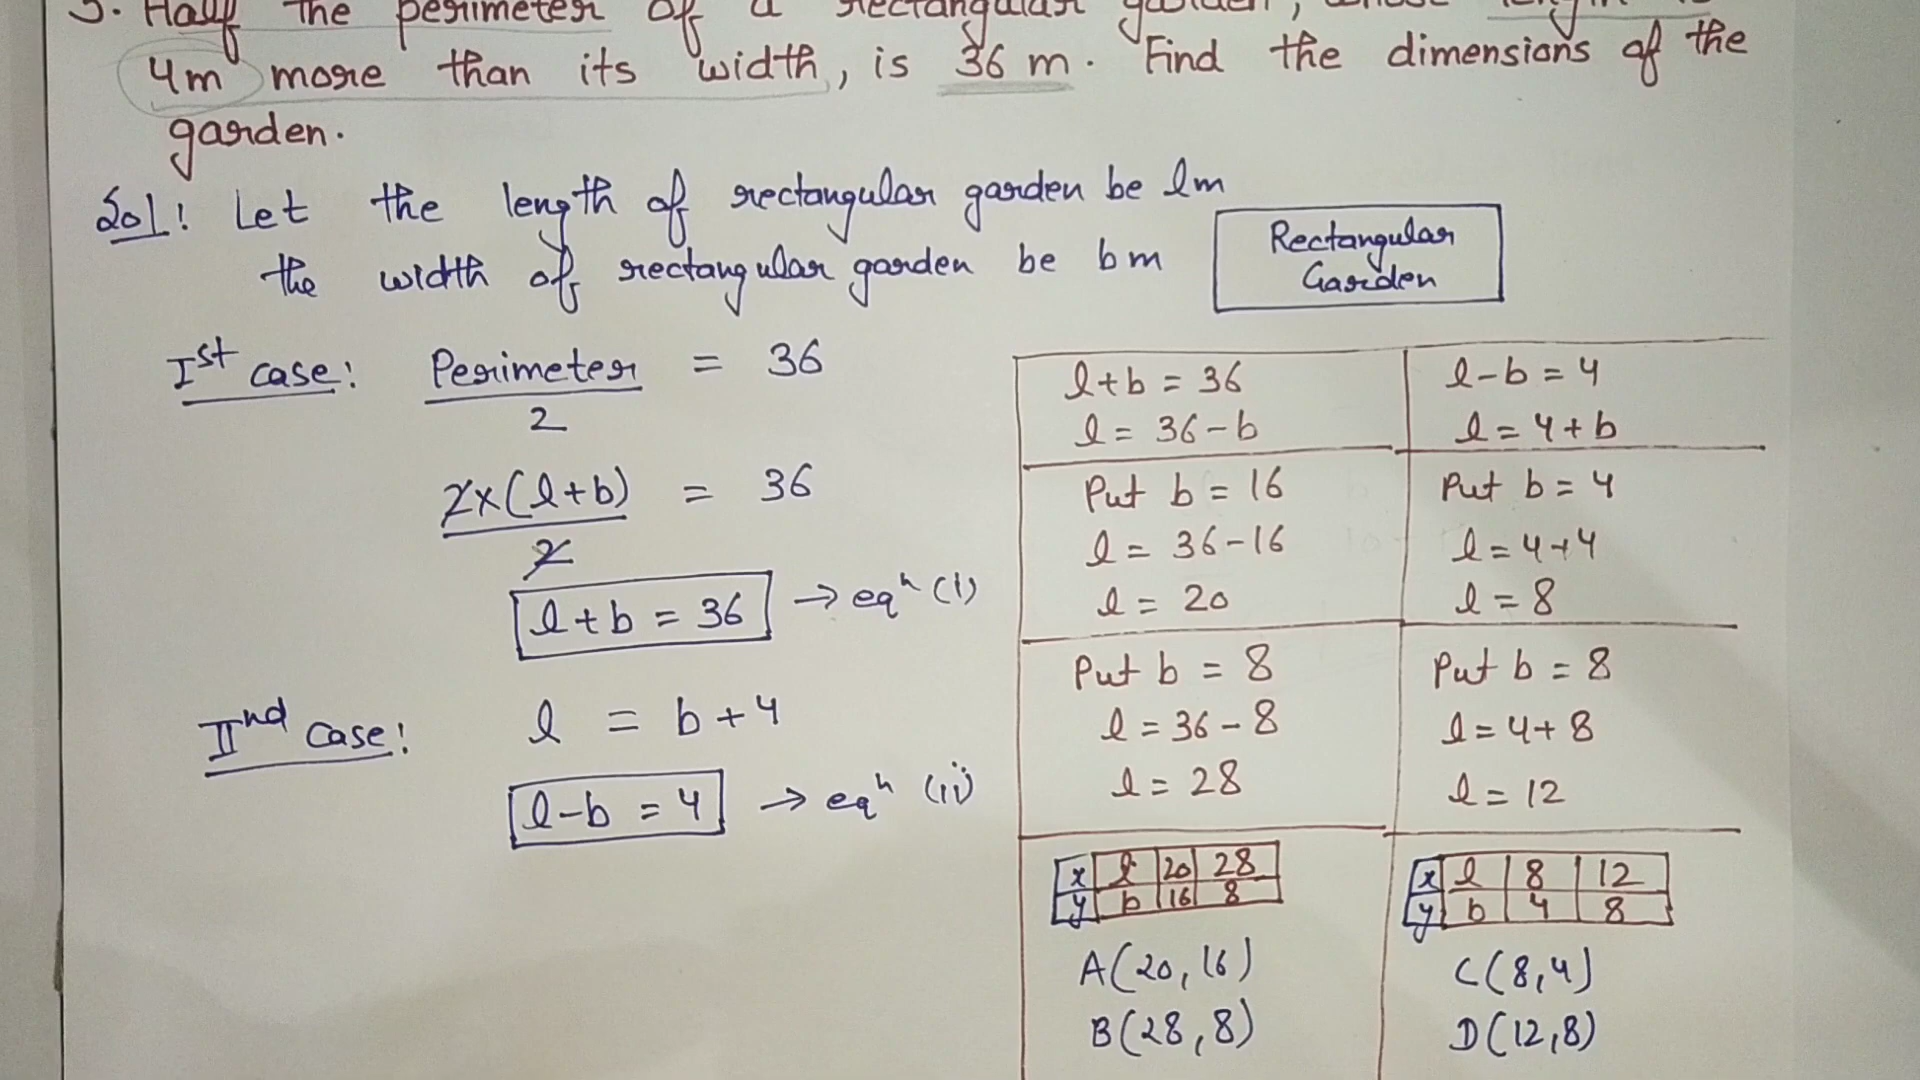 5. Half the perimeter of a rectangular garden, whose length is
4m more than its width, is 36 m. Find the dimensions of the
garden.
Sol: Let the length of rectangular garden be lm
the width of rectangular garden be bm
Rectangular
Garden
Ist case: Perimeter/2 = 36
2×(l+b)/2 = 36
l+b = 36 → eqn (i)
IInd case: l = b+4
l-b = 4 → eqn (ii)
l+b = 36
l = 36-b
Put b = 16
l = 36-16
l = 20
Put b = 8
l = 36-8
l = 28
x l 20 28
y b 16 8
A(20,16)
B(28,8)
l-b = 4
l = 4+b
Put b = 4
l = 4+4
l = 8
Put b = 8
l = 4+8
l = 12
x l 8 12
y b 4 8
C(8,4)
D(12,8)